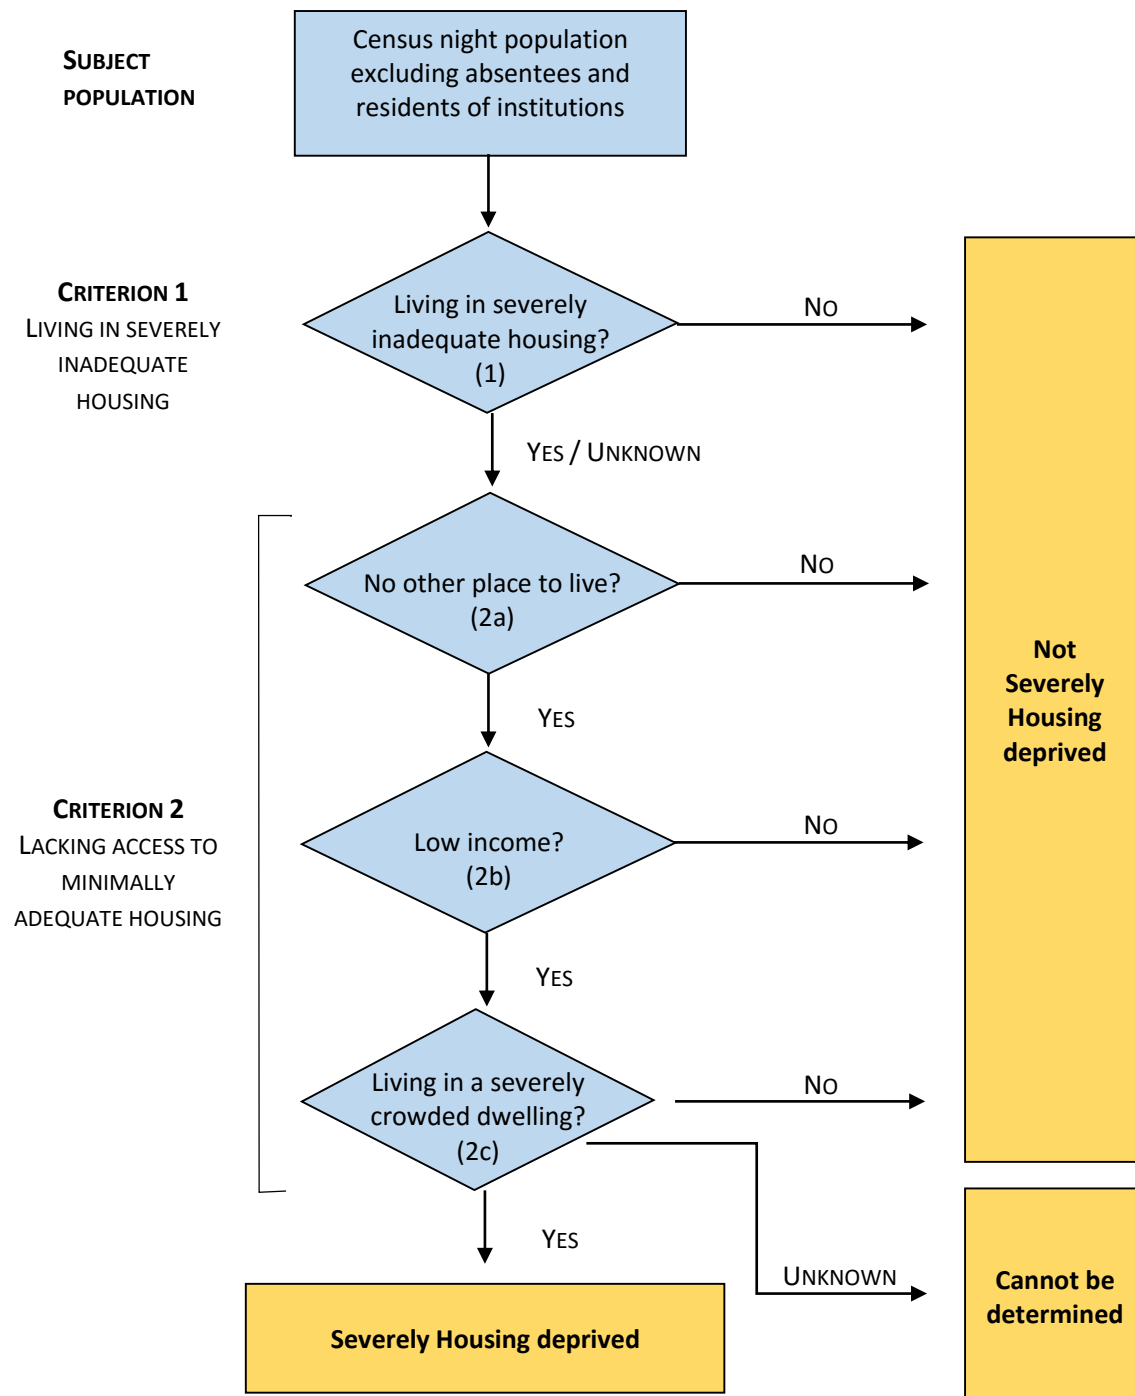 SUBJECT
POPULATION
Census night population
excluding absentees and
residents of institutions
CRITERION 1
LIVING IN SEVERELY
INADEQUATE
HOUSING
Living in severely
inadequate housing?
(1)
NO
YES / UNKNOWN
No other place to live?
(2a)
NO
YES
CRITERION 2
LACKING ACCESS TO
MINIMALLY
ADEQUATE HOUSING
Low income?
(2b)
NO
YES
Living in a severely
crowded dwelling?
(2c)
NO
YES
UNKNOWN
Not
Severely
Housing
deprived
Cannot be
determined
Severely Housing deprived